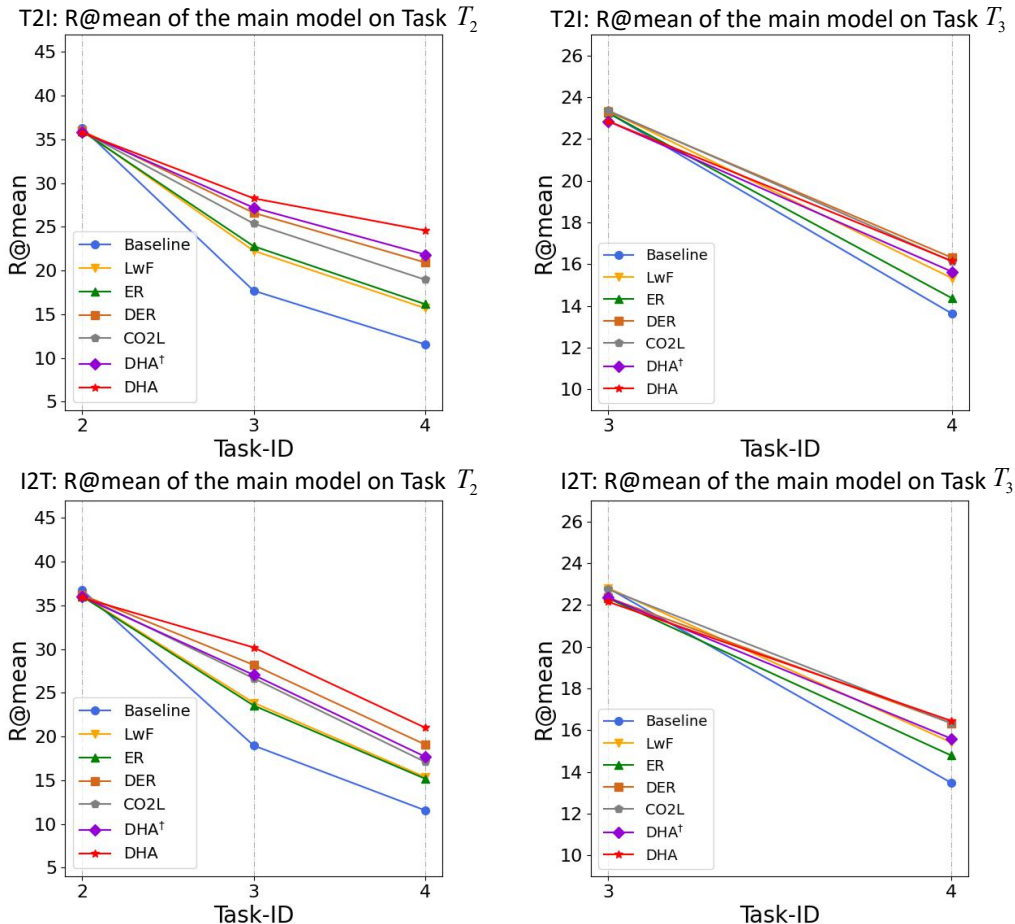 T2I: R@mean of the main model on Task T₂
45
40
35
30
25
20
15
10
5
R@mean
Baseline
LwF
ER
DER
CO2L
DHA†
DHA
2 3 4
Task-ID
T2I: R@mean of the main model on Task T₃
26
24
22
20
18
16
14
12
10
R@mean
Baseline
LwF
ER
DER
CO2L
DHA†
DHA
3 4
Task-ID
I2T: R@mean of the main model on Task T₂
45
40
35
30
25
20
15
10
5
R@mean
Baseline
LwF
ER
DER
CO2L
DHA†
DHA
2 3 4
Task-ID
I2T: R@mean of the main model on Task T₃
26
24
22
20
18
16
14
12
10
R@mean
Baseline
LwF
ER
DER
CO2L
DHA†
DHA
3 4
Task-ID